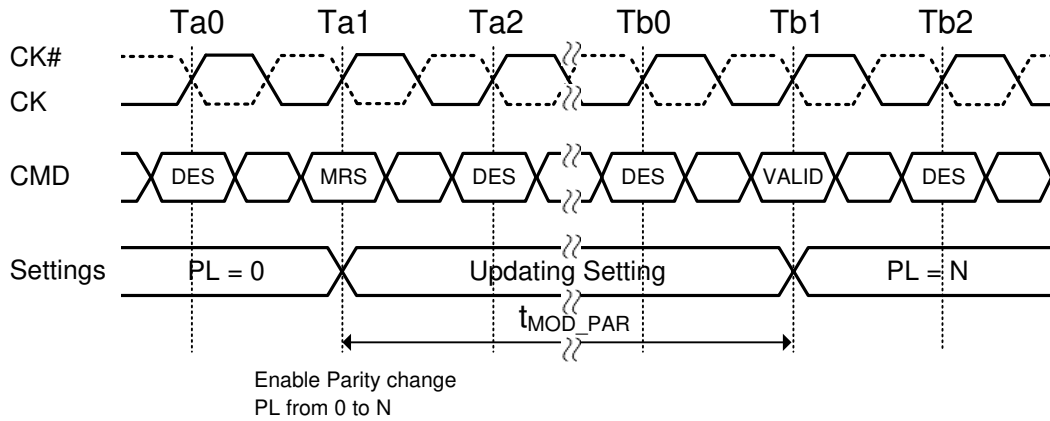 Ta0 Ta1 Ta2 Tb0 Tb1 Tb2
CK#
CK
CMD DES MRS DES DES VALID DES
Settings PL = 0 Updating Setting PL = N
tMOD_PAR
Enable Parity change
PL from 0 to N